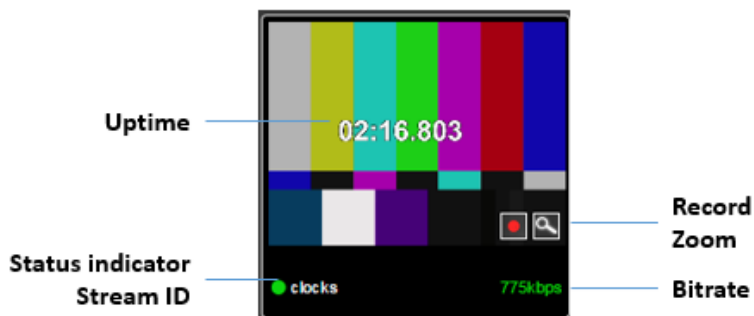 Uptime
02:16.803
Record
Zoom
Status indicator
Stream ID
clocks
775kbps
Bitrate